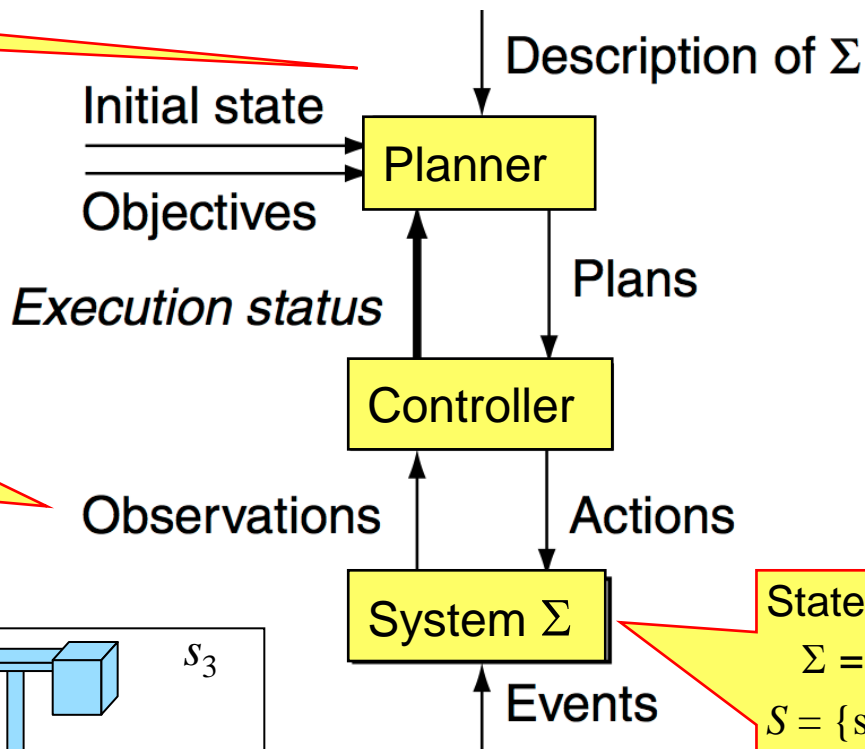 Description of Σ
Initial state
Planner
Objectives
Plans
Execution status
Controller
Observations
Actions
State
System Σ
s3
Σ =
Events
S = {s